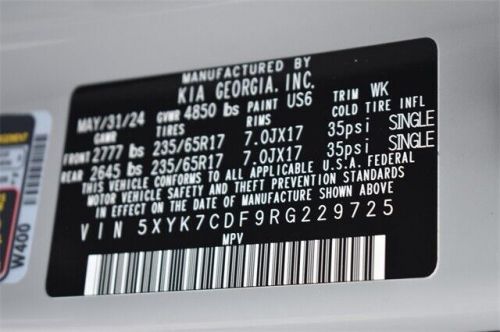 MANUFACTURED BY
KIA GEORGIA, INC.
MAY/31/24 GVWR 4850 lbs PAINT US6 TRIM WK
GAWR TIRES RIMS COLD TIRE INFL
FRONT 2777 lbs 235/65R17 7.0JX17 35psi SINGLE
REAR 2645 lbs 235/65R17 7.0JX17 35psi SINGLE
THIS VEHICLE CONFORMS TO ALL APPLICABLE U.S.A. FEDERAL
MOTOR VEHICLE SAFETY AND THEFT PREVENTION STANDARDS
IN EFFECT ON THE DATE OF MANUFACTURE SHOWN ABOVE.
VIN 5XYK7CDF9RG229725
MPV
W400